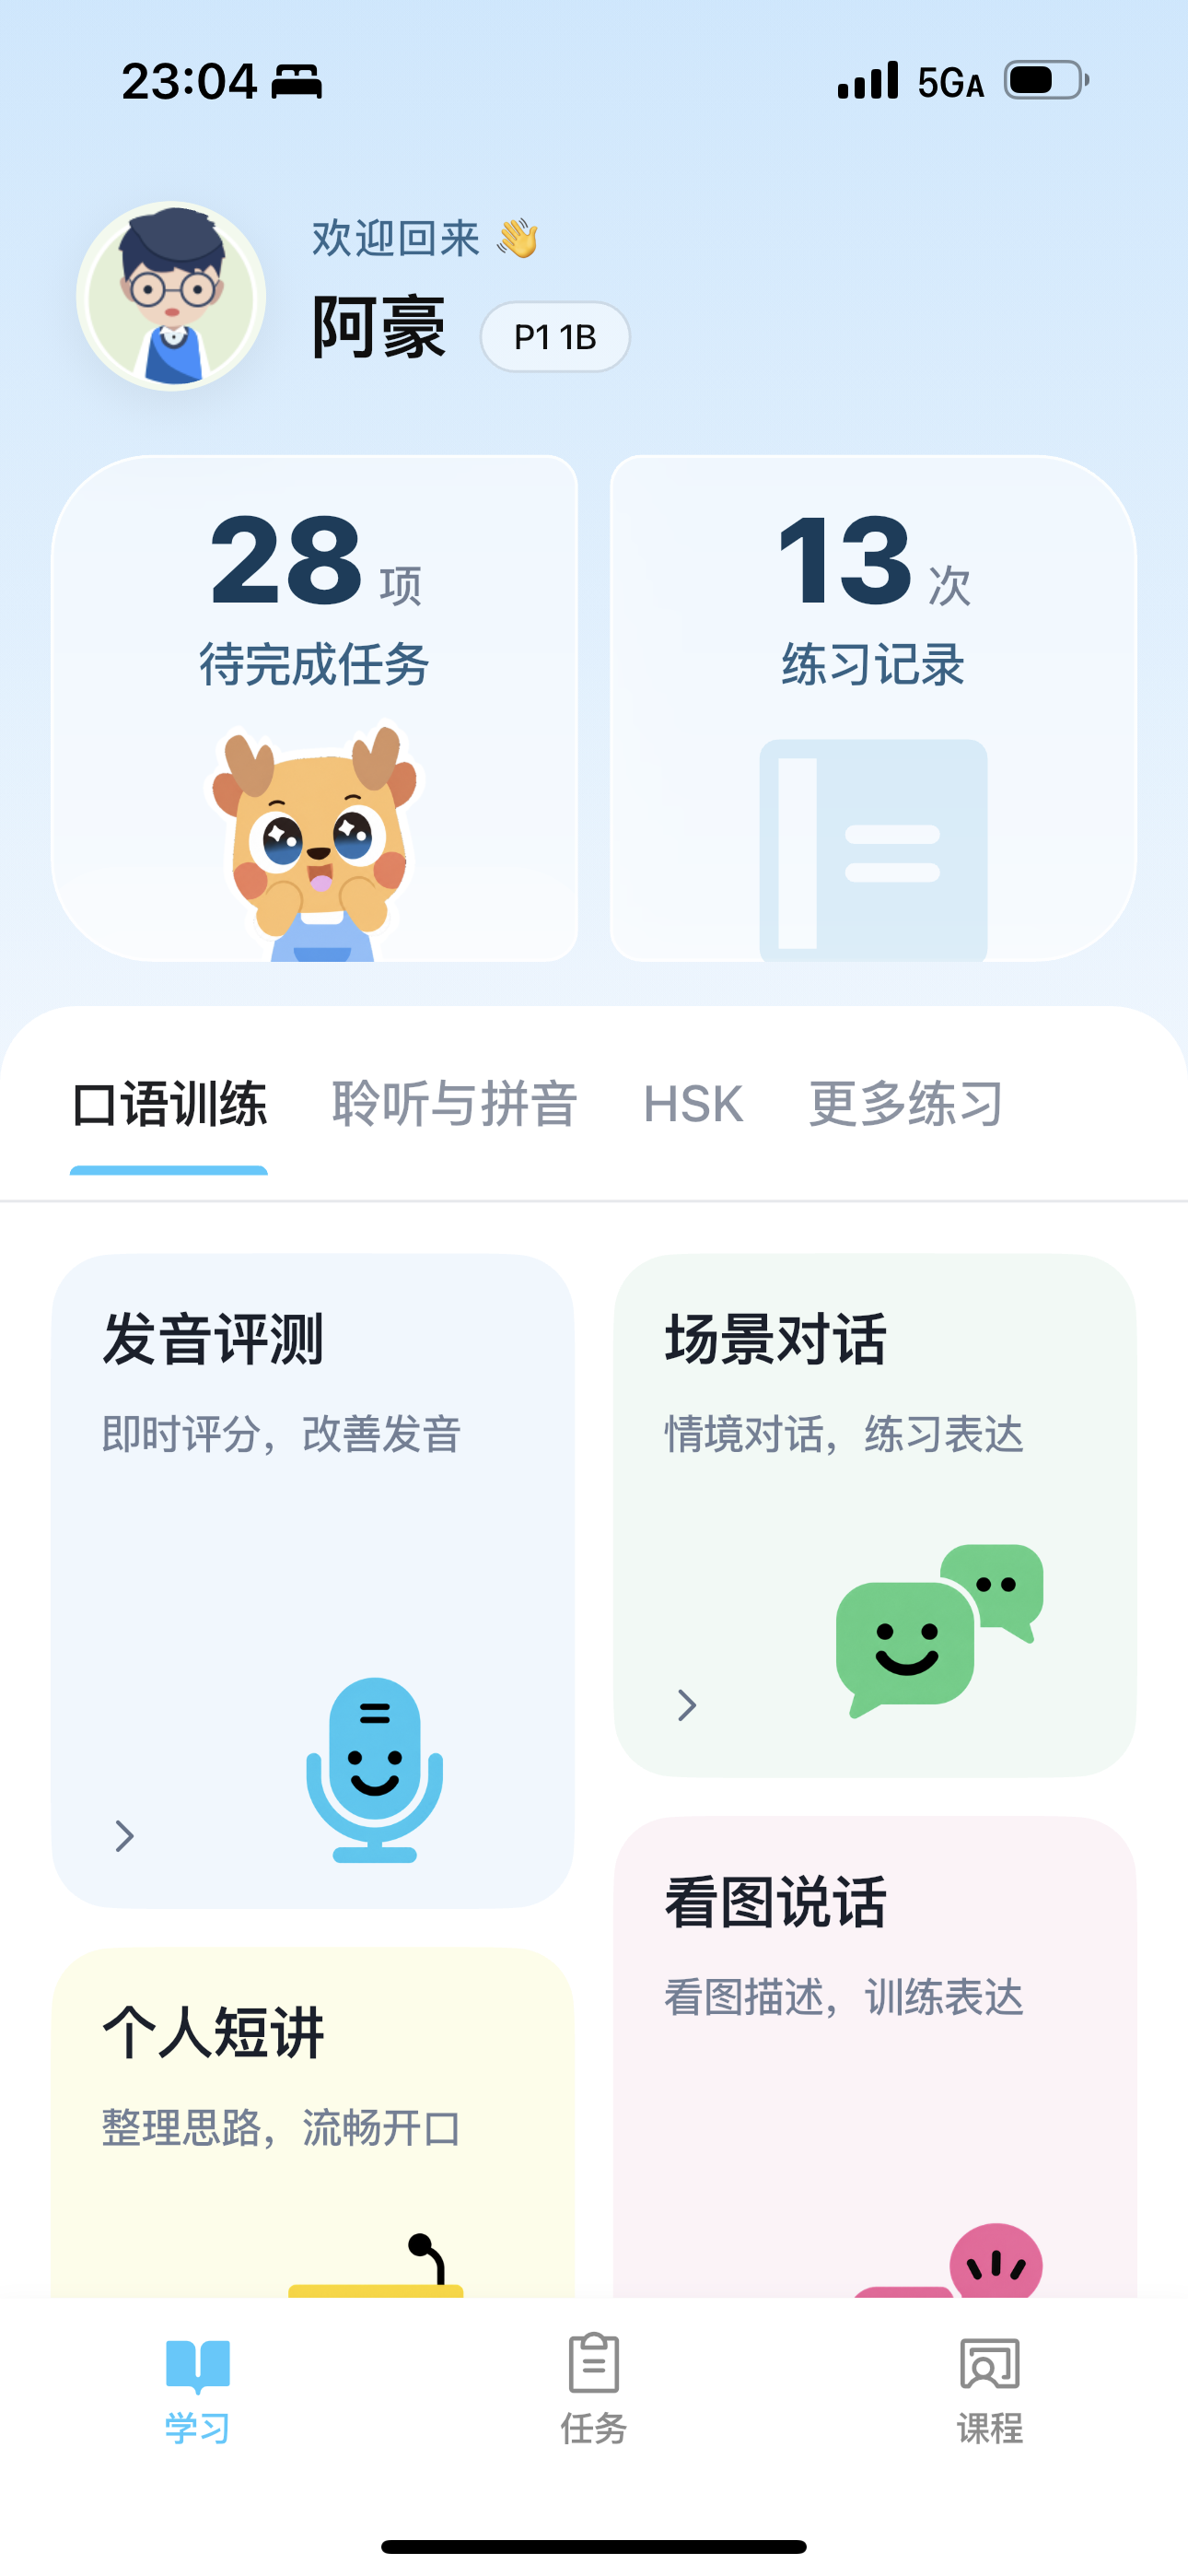 23:04 5GA
欢迎回来 👋
阿豪 P1 1B
28 项
待完成任务
13 次
练习记录
口语训练 聆听与拼音 HSK 更多练习
发音评测
即时评分，改善发音
场景对话
情境对话，练习表达
个人短讲
整理思路，流畅开口
看图说话
看图描述，训练表达
学习 任务 课程